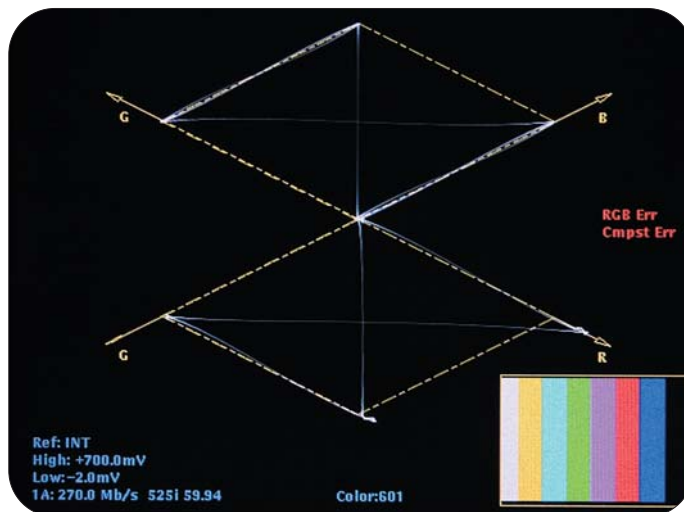 G
B
RGB Err
Cmpst Err
G
R
Ref: INT
High: +700.0mV
Low:-2.0mV
1A: 270.0 Mb/s 525i 59.94
Color:601